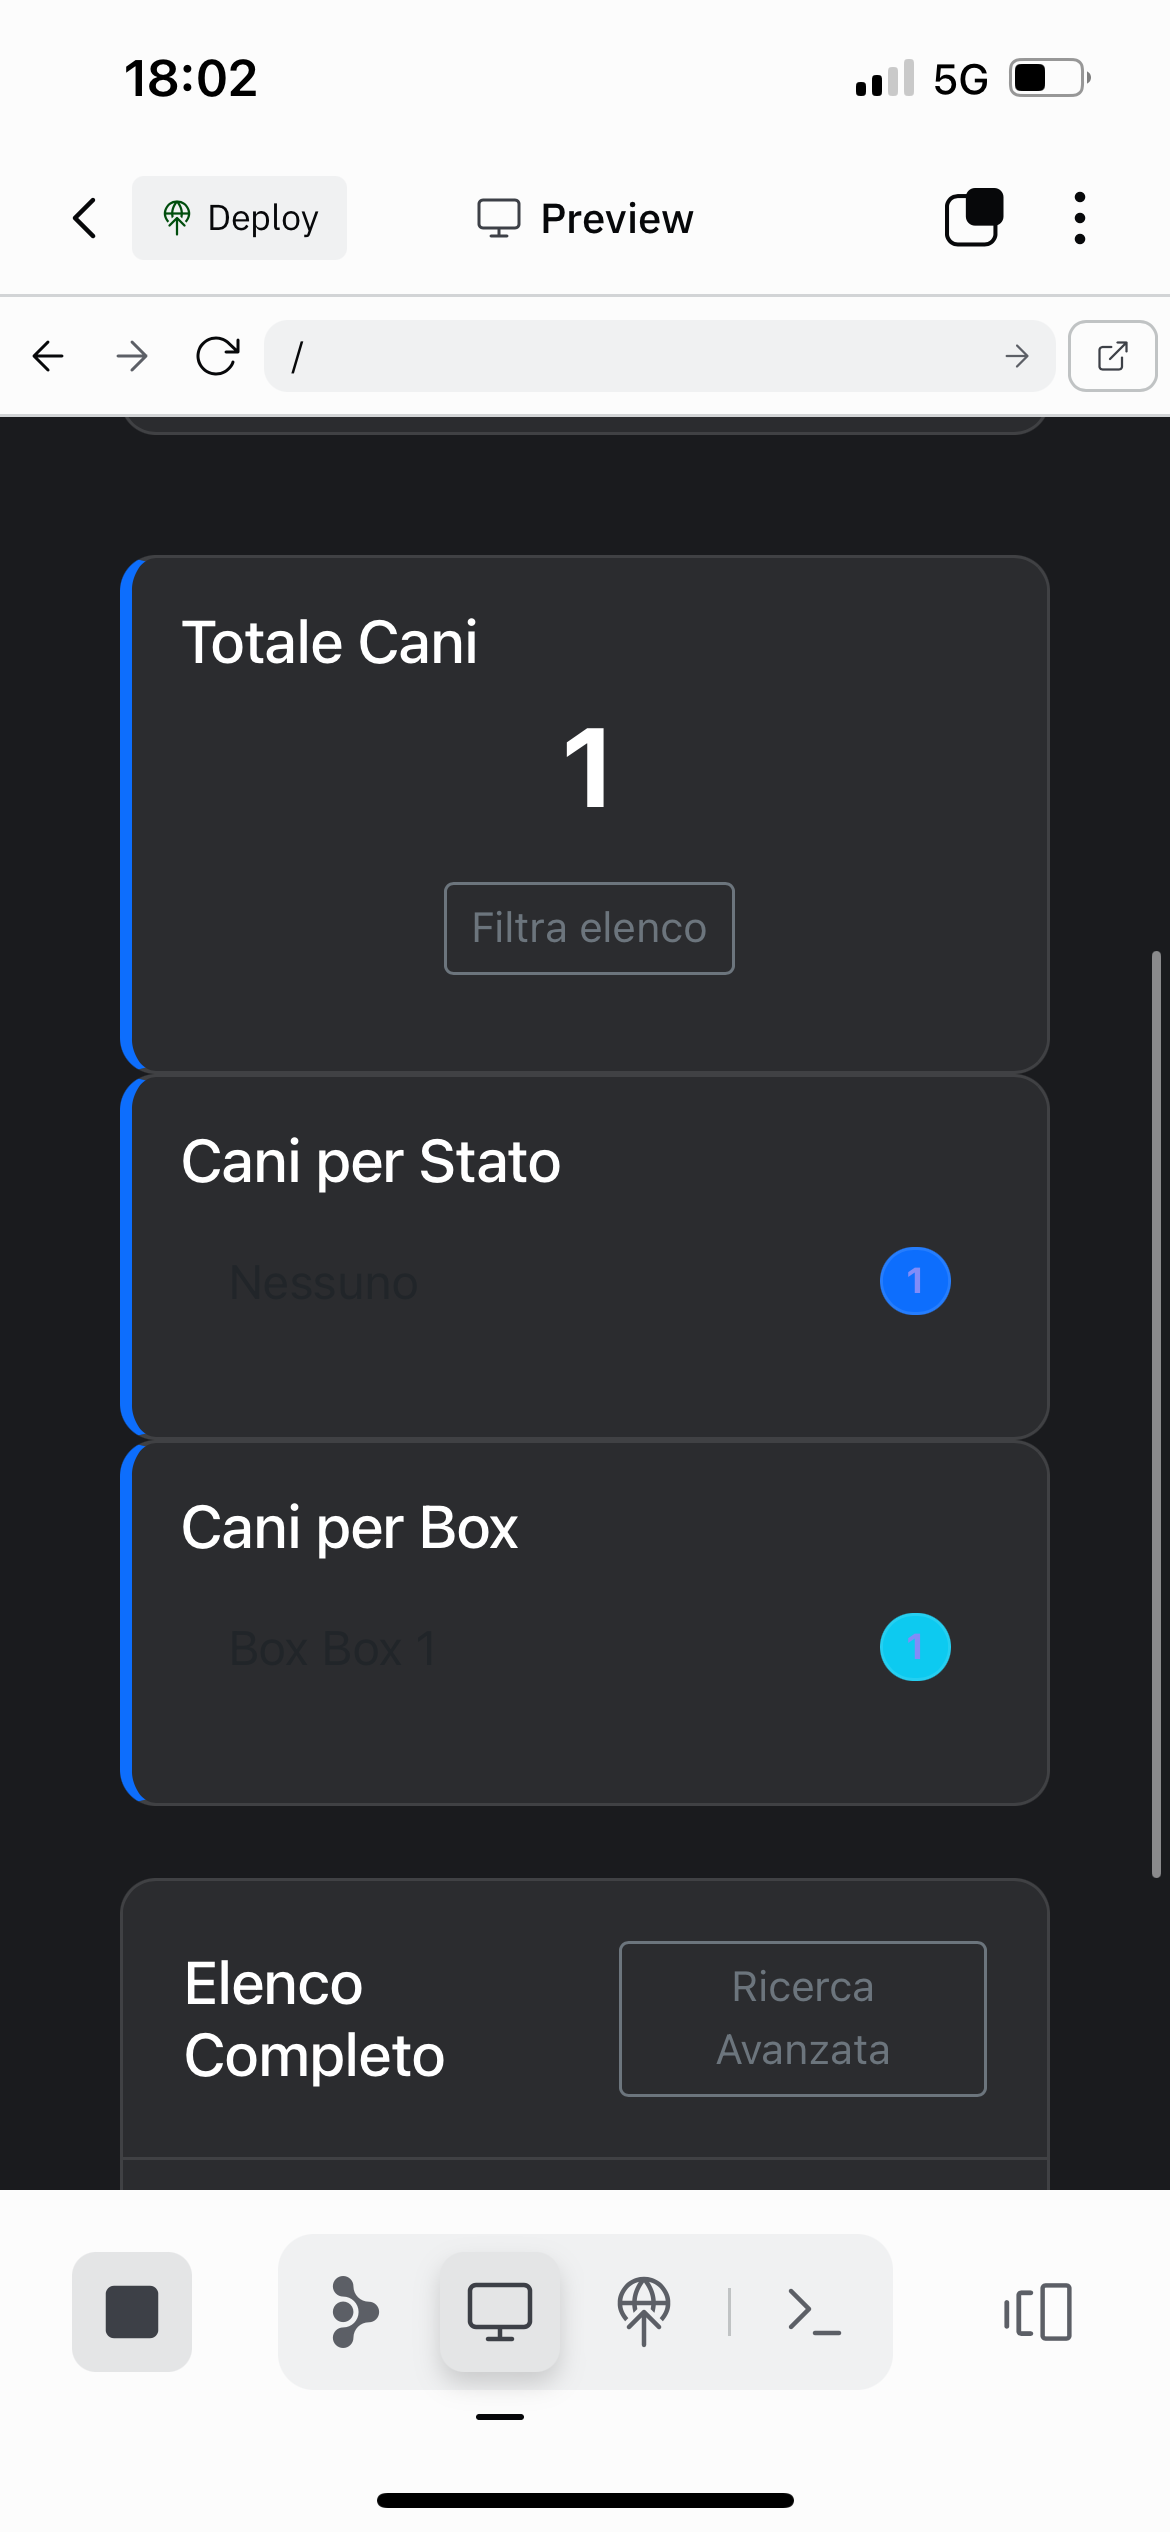 18:02
5G
Deploy
Preview
/
Totale Cani
1
Filtra elenco
Cani per Stato
Nessuno
1
Cani per Box
Box Box 1
1
Elenco
Completo
Ricerca
Avanzata